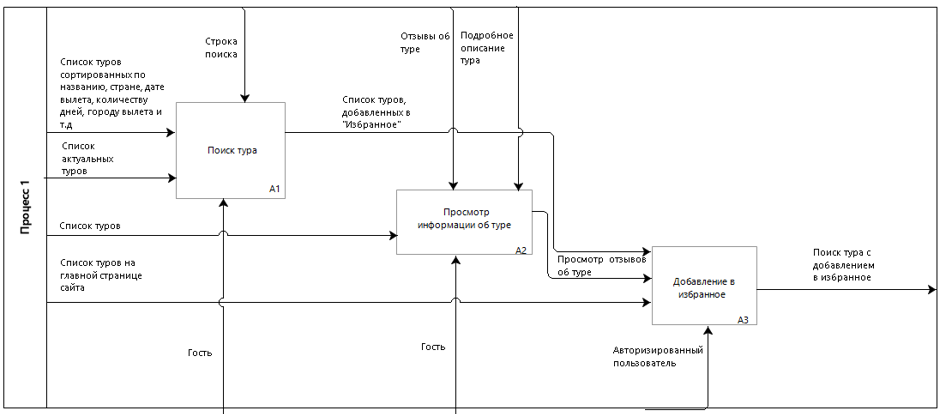 Процесс 1
Список туров
сортированных по
названию, стране, дате
вылета, количеству
дней, городу вылета и
т.д
Список
актуальных
туров
Строка
поиска
Поиск тура
A1
Отзывы об
туре
Подробное
описание
тура
Список туров,
добавленных в
"Избранное"
Список туров
Просмотр
информации об туре
A2
Список туров на
главной странице
сайта
Просмотр отзывов
об туре
Добавление в
избранное
A3
Поиск тура с
добавлением
в избранное
Гость
Гость
Авторизированный
пользователь